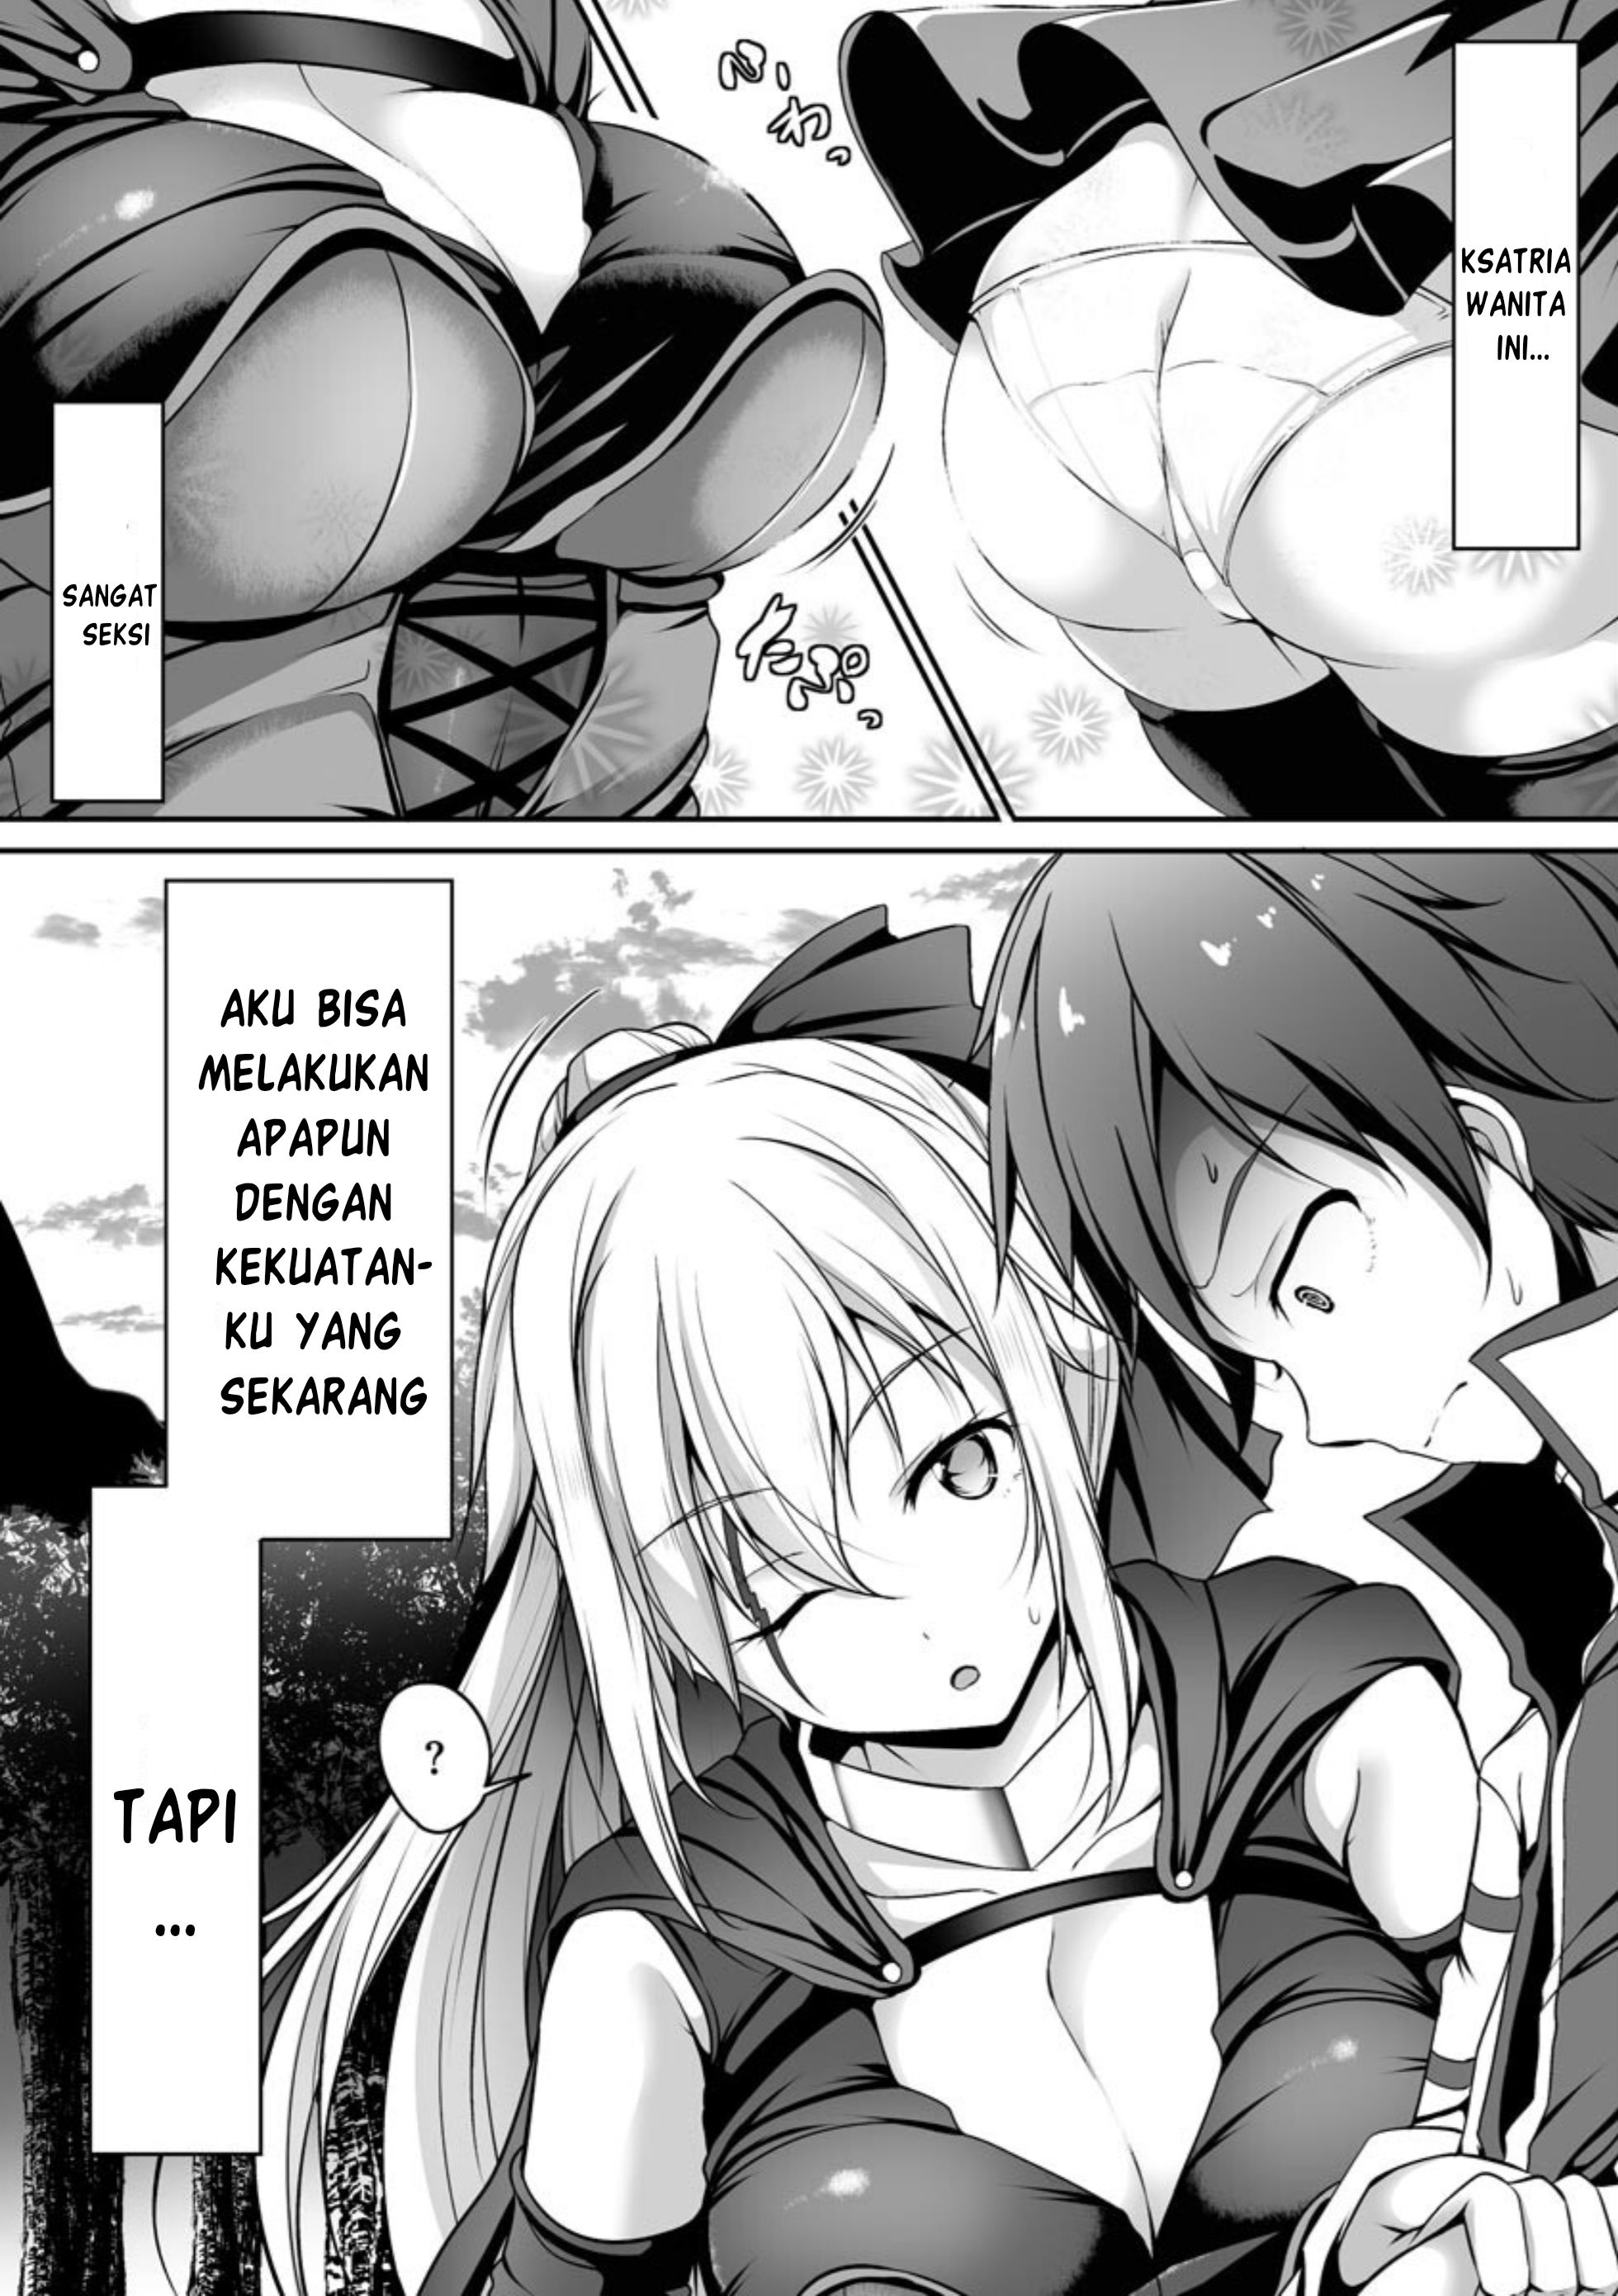 KSATRIA
WANITA
INI...
ふわっ
SANGAT
SEKSI
たぷっ
AKU BISA
MELAKUKAN
APAPUN
DENGAN
KEKUATAN-
KU YANG
SEKARANG
?
TAPI
...